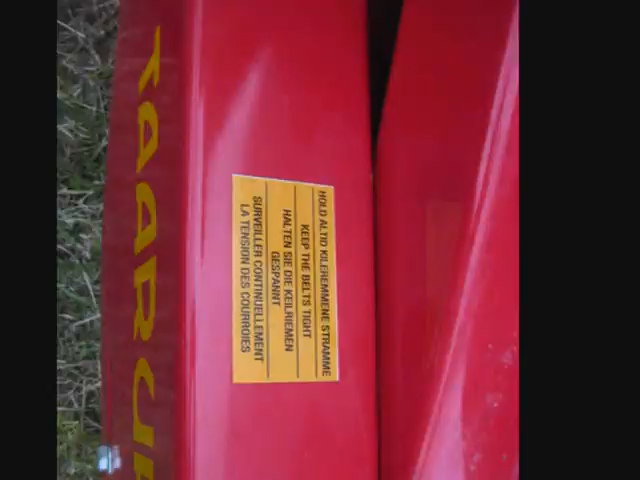 TAARUP
HOLD ALTID KILEREMMENE STRAMME
KEEP THE BELTS TIGHT
HALTEN SIE DIE KEILRIEMEN
GESPANNT
SURVEILLER CONTINUELLEMENT
LA TENSION DES COURROIES